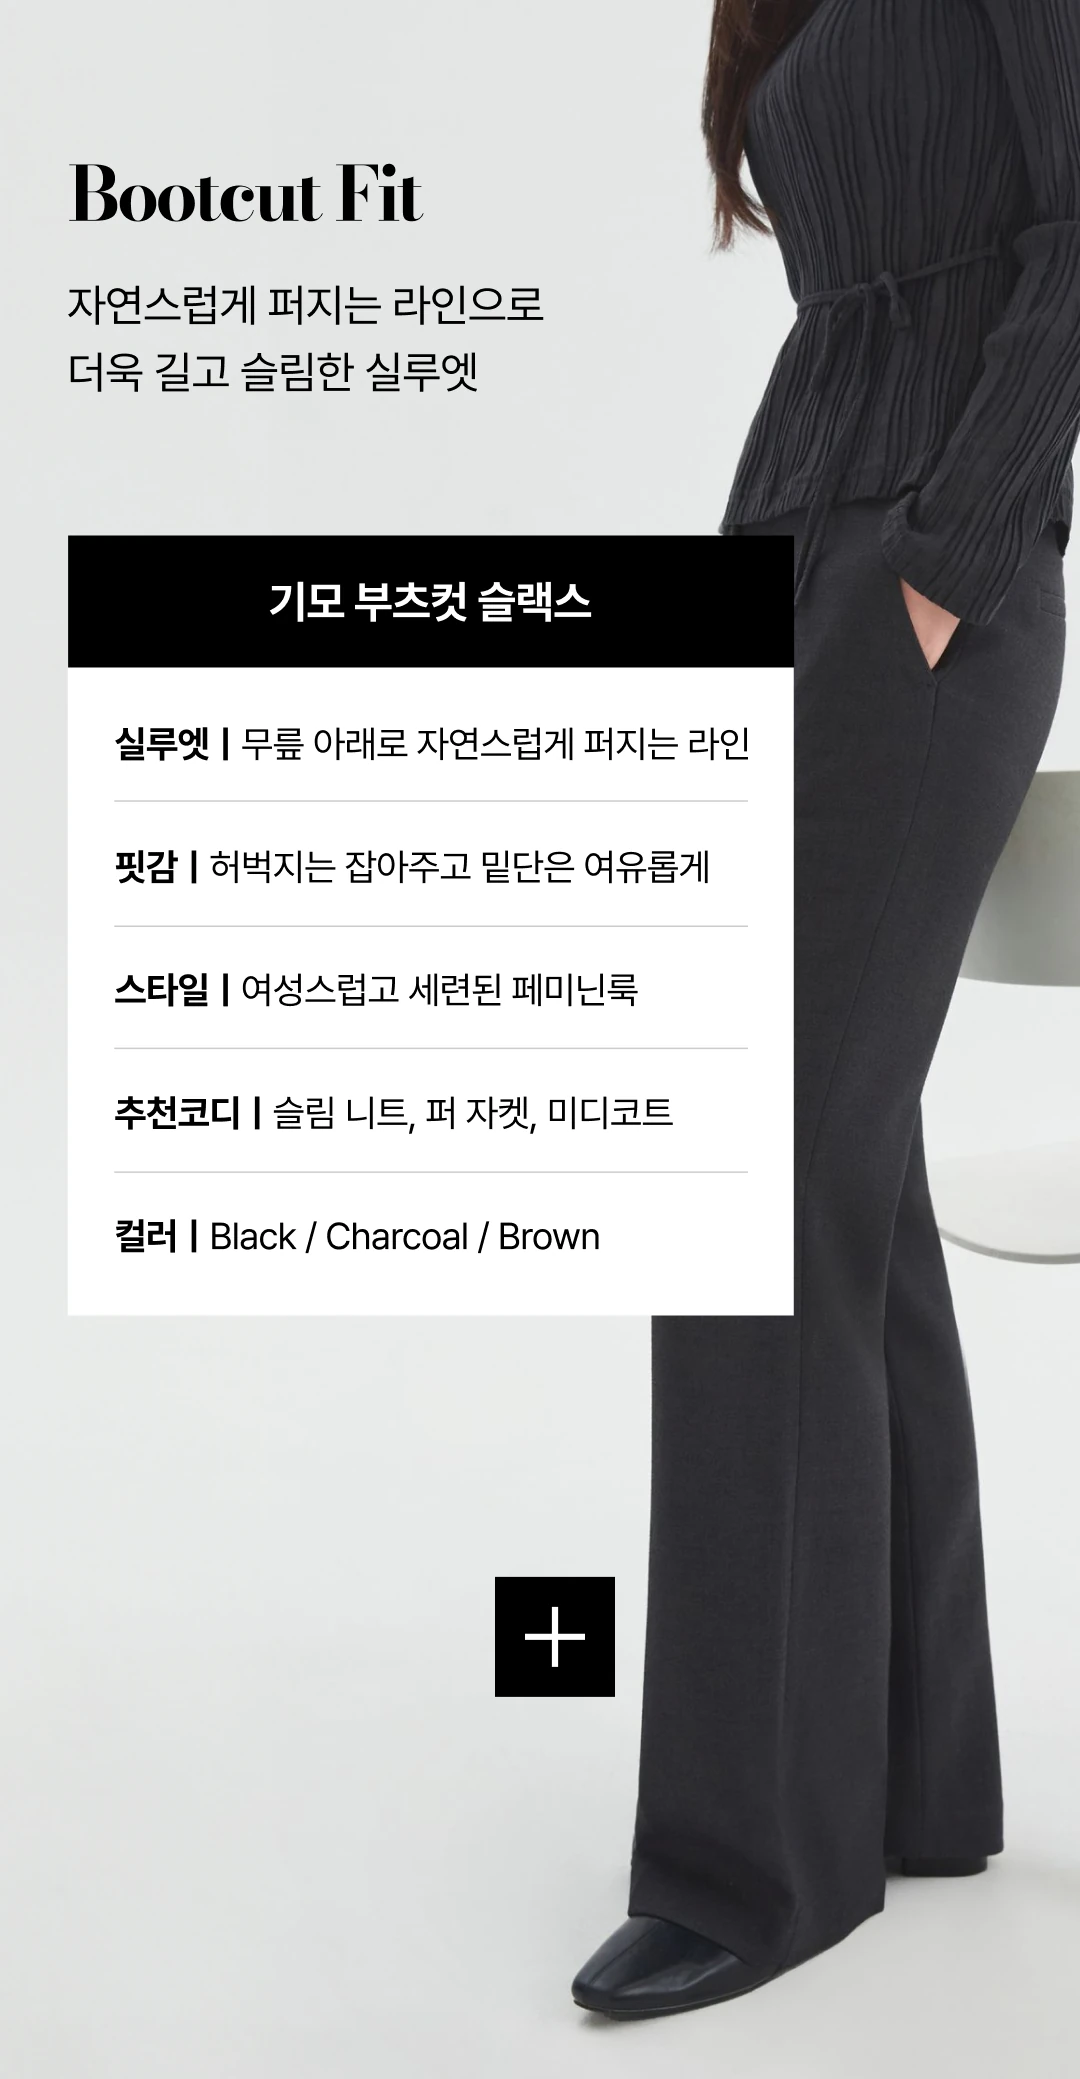 Bootcut Fit
자연스럽게 퍼지는 라인으로
더욱 길고 슬림한 실루엣
기모 부츠컷 슬랙스
실루엣 | 무릎 아래로 자연스럽게 퍼지는 라인
핏감 | 허벅지는 잡아주고 밑단은 여유롭게
스타일 | 여성스럽고 세련된 페미닌룩
추천코디 | 슬림 니트, 퍼 자켓, 미디코트
컬러 | Black / Charcoal / Brown